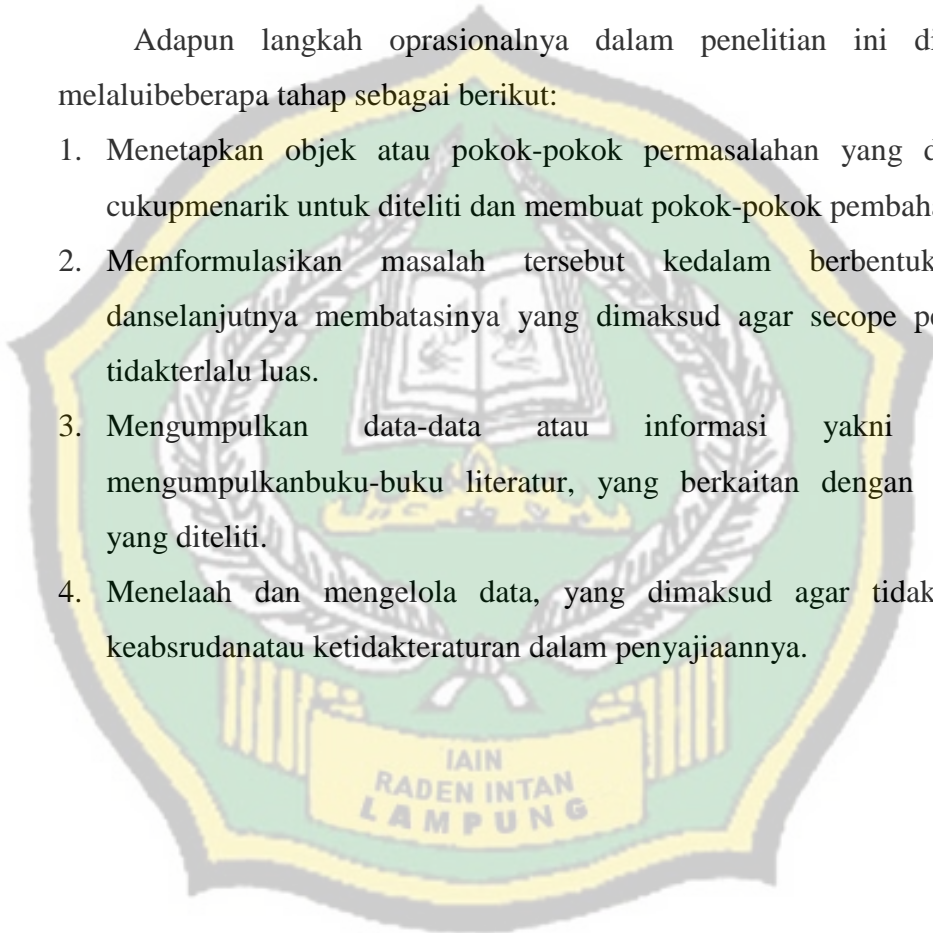 Adapun langkah oprasionalnya dalam penelitian ini
melaluibeberapa tahap sebagai berikut:
1. Menetapkan objek atau pokok-pokok permasalahan yang
cukupmenarik untuk diteliti dan membuat pokok-pokok
2. Memformulasikan masalah tersebut kedalam berbentuk
danselanjutnya membatasinya yang dimaksud agar secope
tidakterlalu luas.
3. Mengumpulkan data-data atau informasi yakni
mengumpulkanbuku-buku literatur, yang berkaitan dengan
yang diteliti.
4. Menelaah dan mengelola data, yang dimaksud agar tidak
keabsrudanatau ketidakteraturan dalam penyajiaannya.
IAIN
RADEN INTAN
LAMPUNG